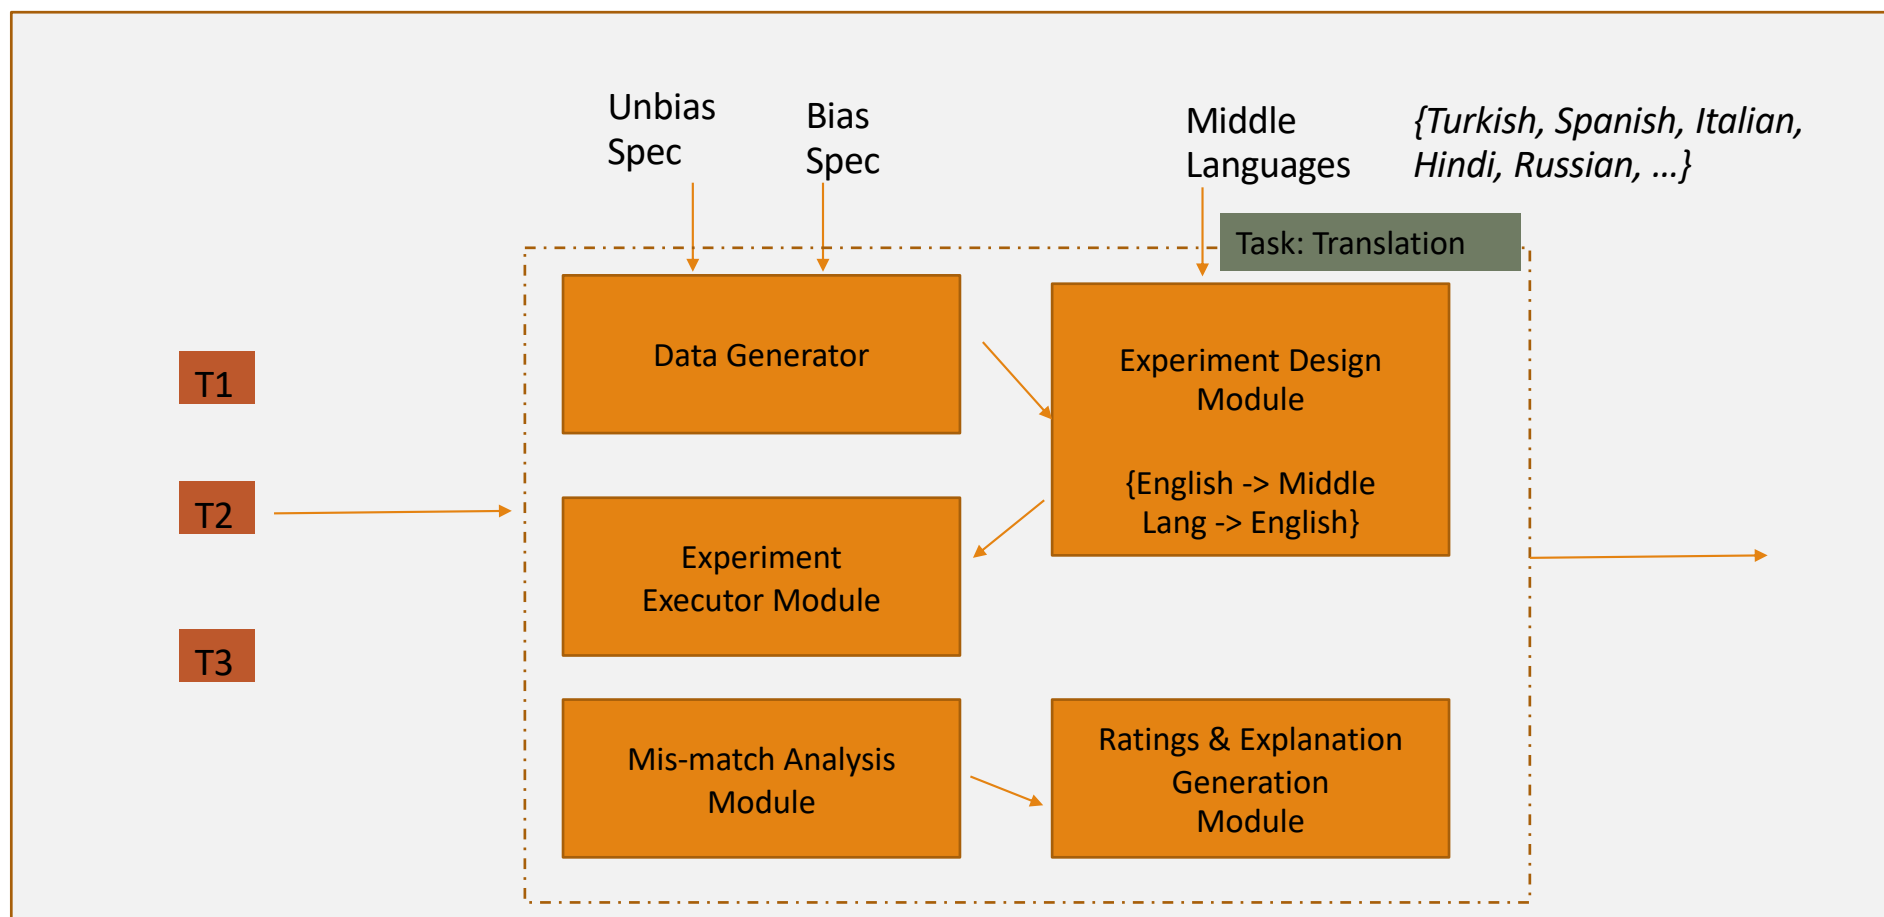 Unbias
Spec
Bias
Spec
Middle
Languages
{Turkish, Spanish, Italian,
Hindi, Russian, ...}
Task: Translation
Data Generator
Experiment Design
Module
{English -> Middle
Lang -> English}
T1
T2
T3
Experiment
Executor Module
Mis-match Analysis
Module
Ratings & Explanation
Generation
Module